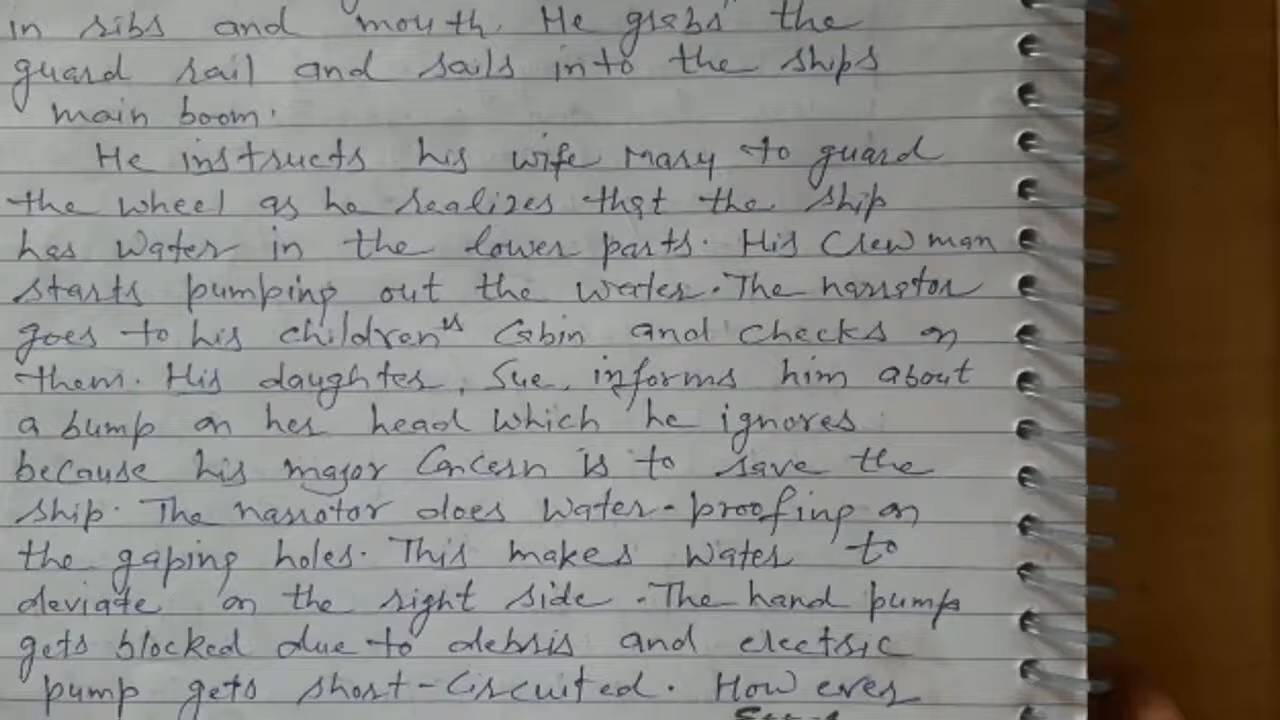 in ribs and mouth. He grabs the
guard rail and sails into the ships
main boom.
He instructs his wife Mary to guard
the wheel as he realizes that the ship
has water in the lower parts. His Crewman
starts pumping out the water. The narrator
goes to his children's Cabin and checks on
them. His daughter, Sue, informs him about
a bump on her head which he ignores
because his major Concern is to save the
ship. The narrator does water-proofing on
the gaping holes. This makes water to
deviate on the right side. The hand pump
gets blocked due to debris and electric
pump gets short-Circuited. However